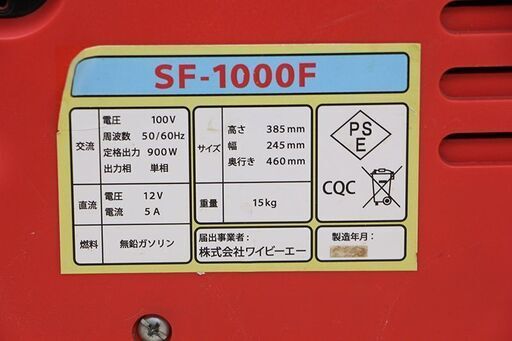 SF-1000F
交流
電圧 100V
周波数 50/60Hz
定格出力 900W
出力相 単相
直流
電圧 12V
電流 5A
燃料 無鉛ガソリン
サイズ
高さ 385mm
幅 245mm
奥行き 460mm
重量 15kg
届出事業者:
株式会社ワイビーエー
PS
E
CQC
製造年月: